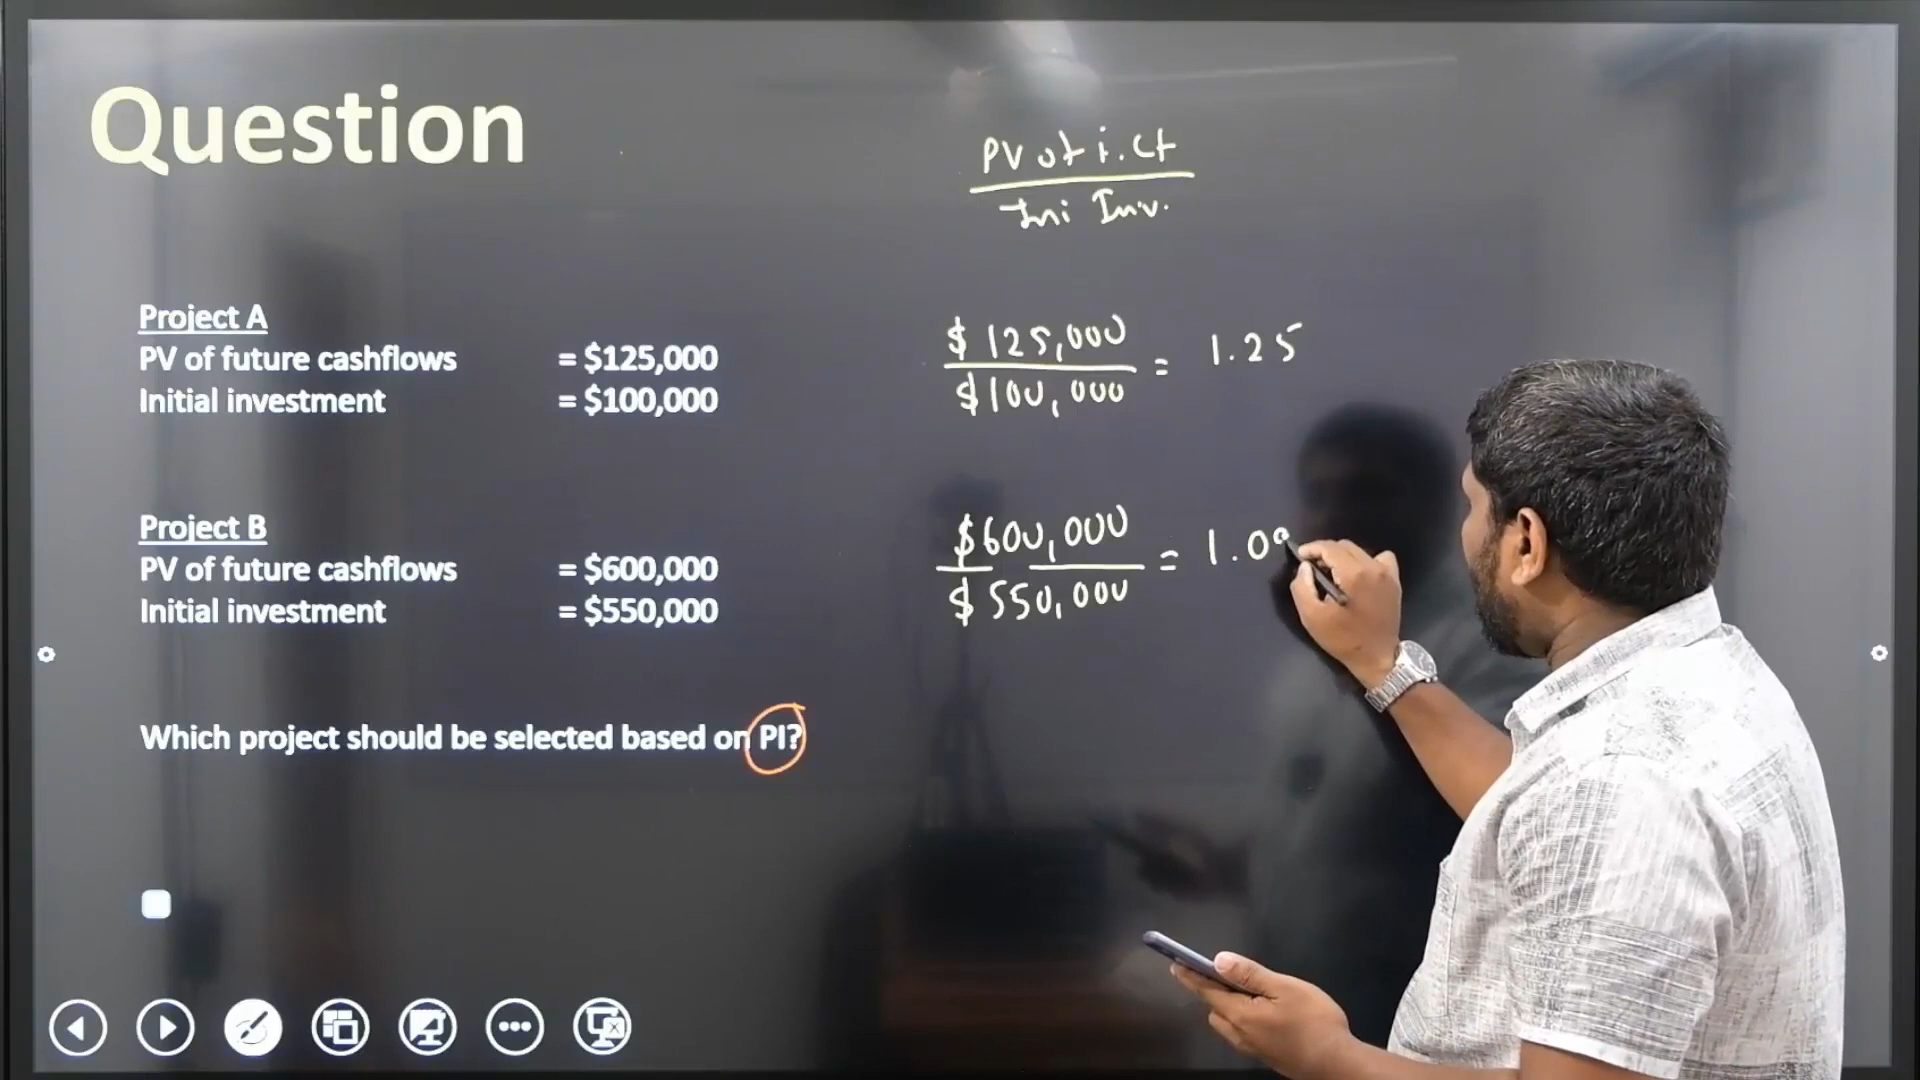 Question
PV of i.cf
Ini Inv.
Project A
PV of future cashflows = $125,000
Initial investment = $100,000
$125,000
$100,000
= 1.25
Project B
PV of future cashflows = $600,000
Initial investment = $550,000
$600,000
$550,000
= 1.09
Which project should be selected based on PI?